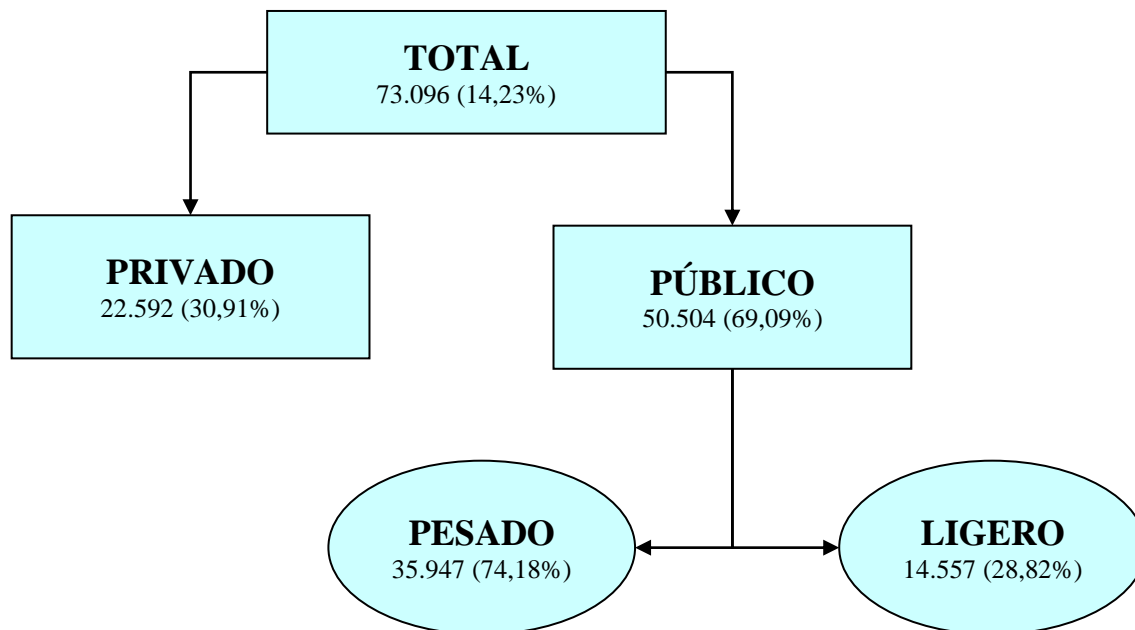 TOTAL
73.096 (14,23%)
PRIVADO
22.592 (30,91%)
PÚBLICO
50.504 (69,09%)
PESADO
35.947 (74,18%)
LIGERO
14.557 (28,82%)